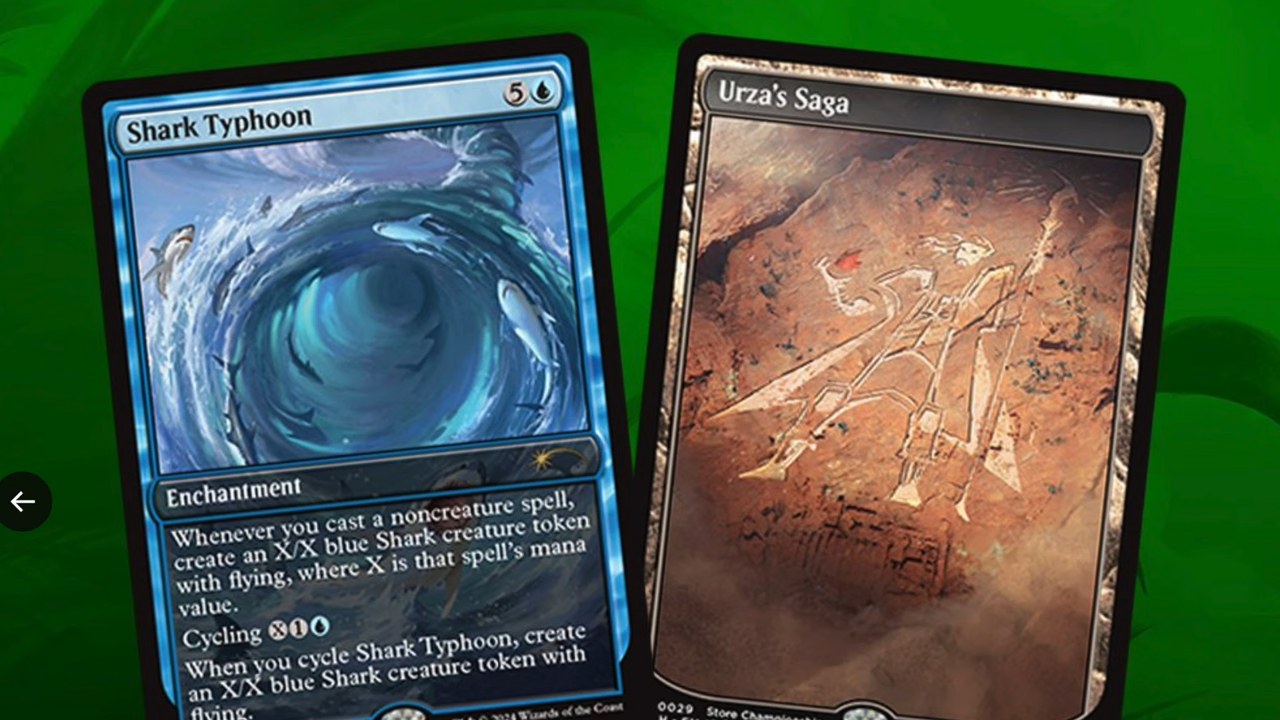 Shark Typhoon
5
Enchantment
Whenever you cast a noncreature spell,
create an X/X blue Shark creature token
with flying, where X is that spell's mana
value.
Cycling X 1
When you cycle Shark Typhoon, create
an X/X blue Shark creature token with
flying.
© 2024 Wizards of the Coast
Urza's Saga
0029 Store